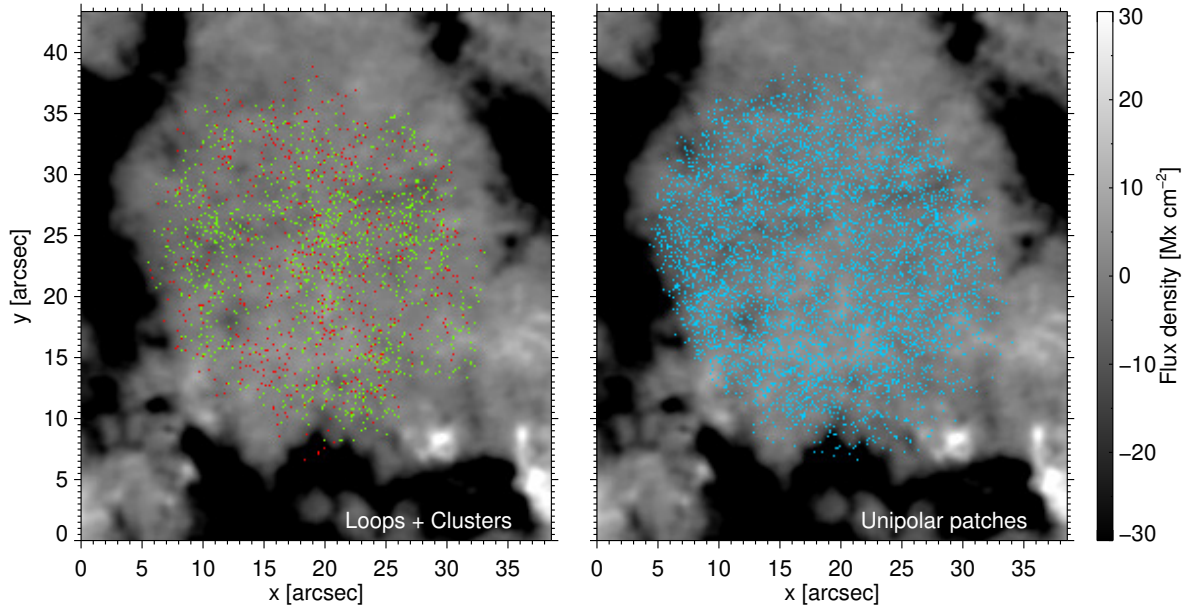 40
35
30
25
20
15
10
5
0
y [arcsec]
0 5 10 15 20 25 30 35
x [arcsec]
Loops + Clusters
0 5 10 15 20 25 30 35
x [arcsec]
Unipolar patches
30
20
10
0
−10
−20
−30
Flux density [Mx cm⁻²]